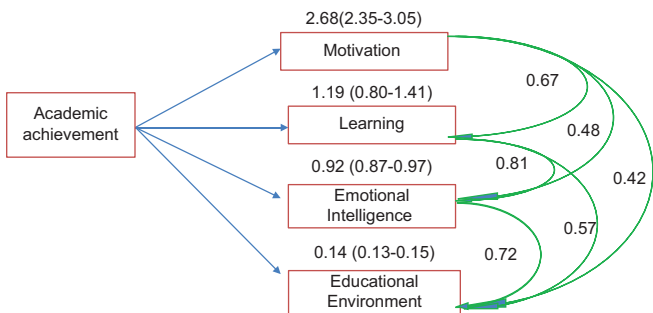 2.68(2.35-3.05)
Motivation
0.67
1.19 (0.80-1.41)
Academic
achievement
Learning
0.48
0.92 (0.87-0.97)
0.81
0.42
Emotional
Intelligence
0.57
0.14 (0.13-0.15)
0.72
Educational
Environment